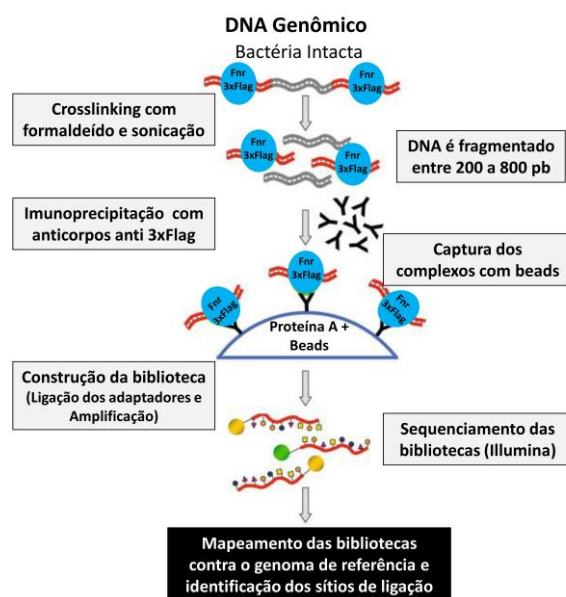 DNA Genômico
Bactéria Intacta
Fnr
3xFlag
Fnr
3xFlag
Crosslinking com
formaldeído e sonicação
Fnr
3xFlag
Fnr
3xFlag
DNA é fragmentado
entre 200 a 800 pb
Imunoprecipitação com
anticorpos anti 3xFlag
Captura dos
complexos com beads
Fnr
3xFlag
Fnr
3xFlag
Fnr
3xFlag
Proteína A +
Beads
Construção da biblioteca
(Ligação dos adaptadores e
Amplificação)
Sequenciamento das
bibliotecas (Illumina)
Mapeamento das bibliotecas
contra o genoma de referência e
identificação dos sítios de ligação